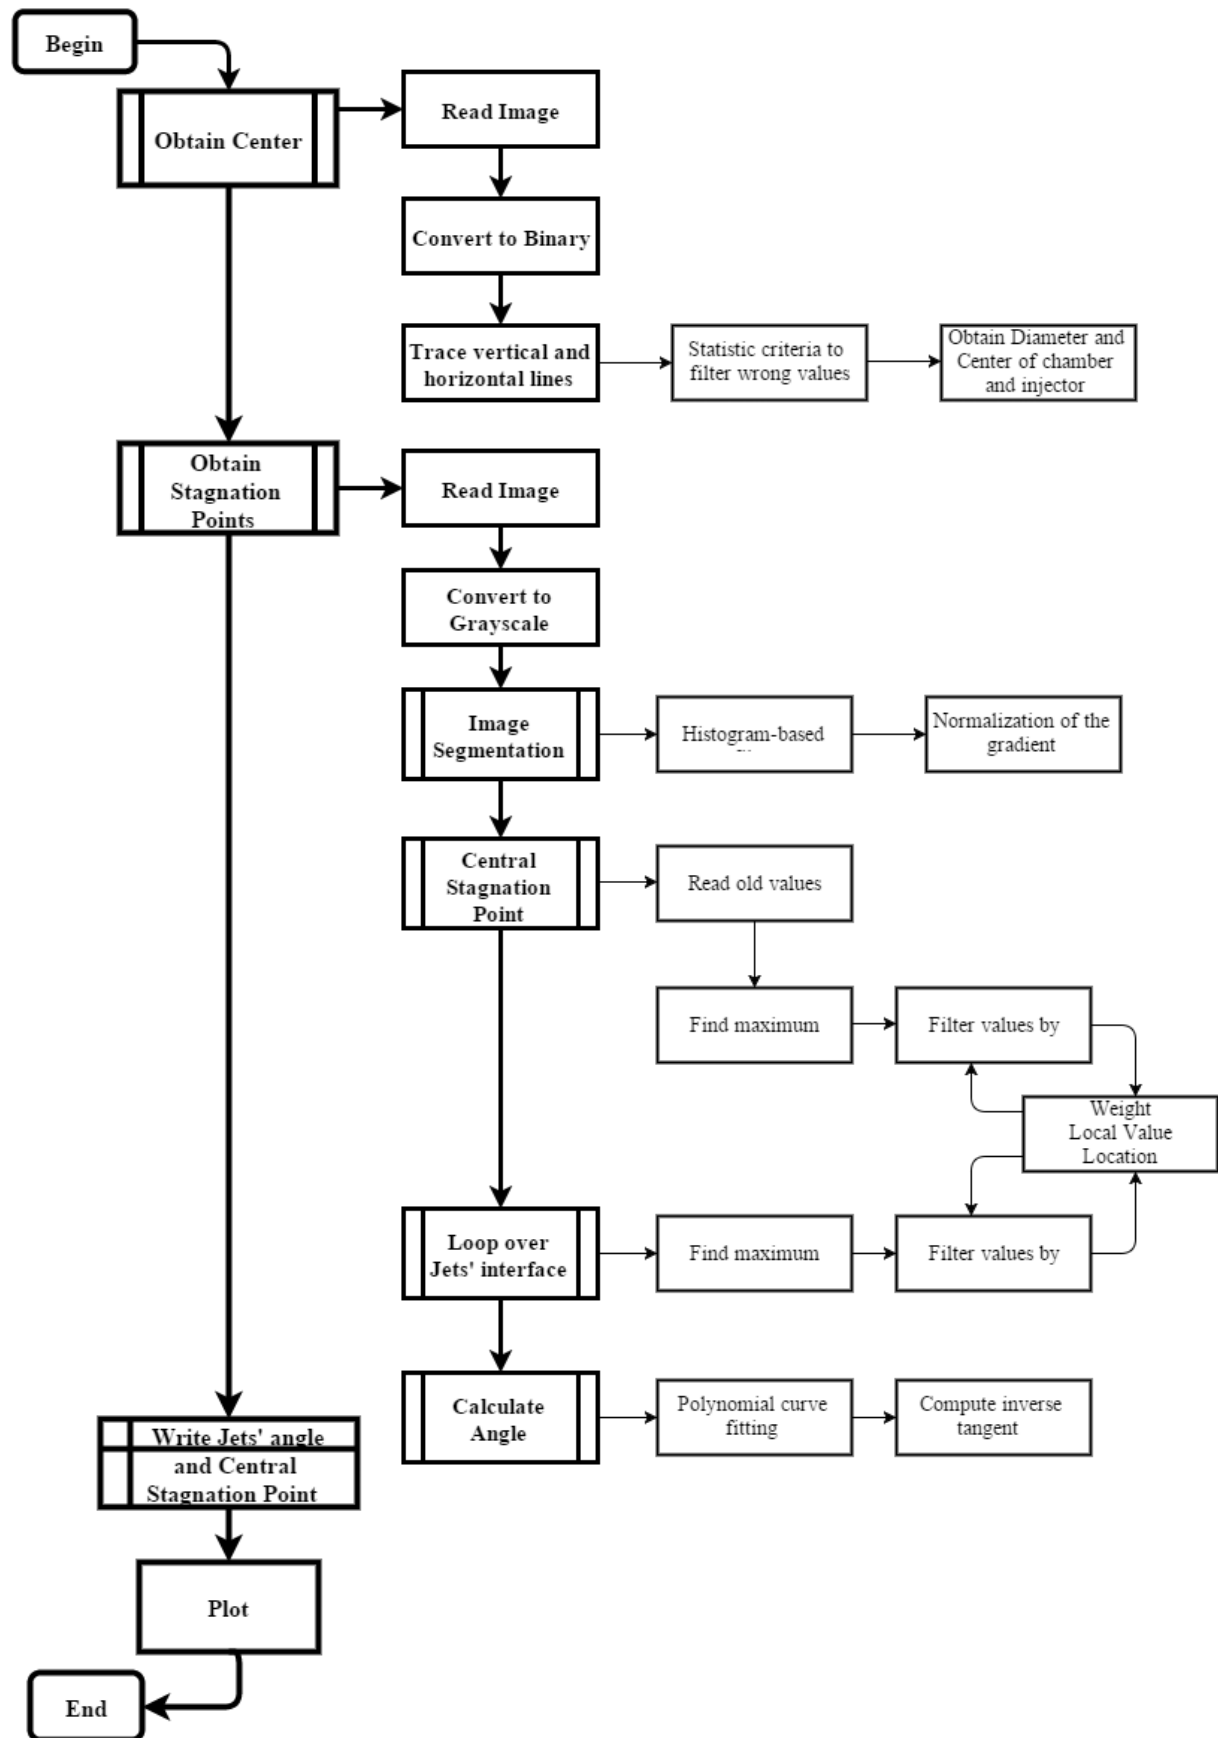 Begin
Obtain Center
Read Image
Convert to Binary
Trace vertical and
horizontal lines
Statistic criteria to
filter wrong values
Obtain Diameter and
Center of chamber
and injector
Obtain
Stagnation
Points
Read Image
Convert to
Grayscale
Image
Segmentation
Histogram-based
Normalization of the
gradient
Central
Stagnation
Point
Read old values
Find maximum
Filter values by
Weight
Local Value
Location
Loop over
Jets' interface
Find maximum
Filter values by
Calculate
Angle
Polynomial curve
fitting
Compute inverse
tangent
Write Jets' angle
and Central
Stagnation Point
Plot
End